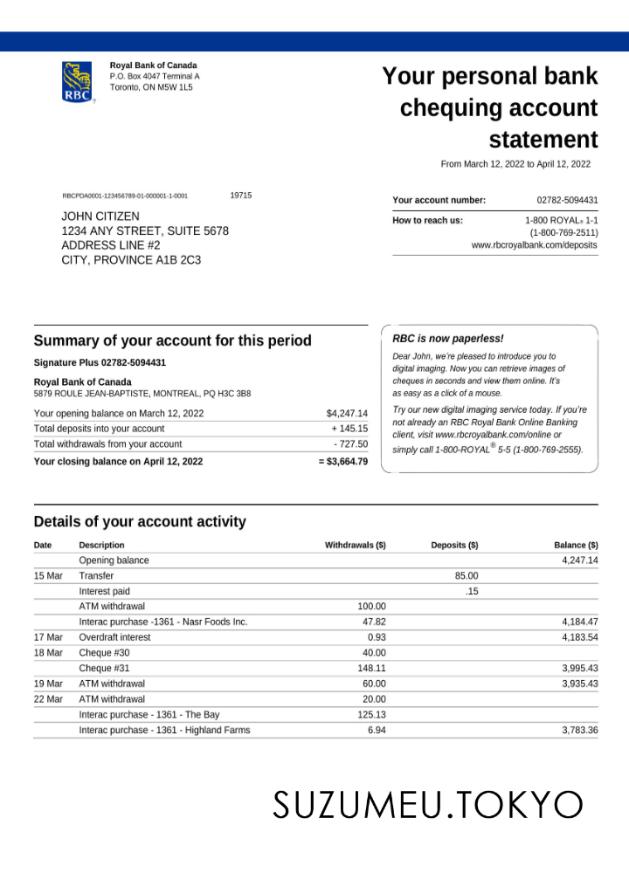 RBC
Royal Bank of Canada
P.O. Box 4047 Terminal A
Toronto, ON M5W 1L5
Your personal bank
chequing account
statement
From March 12, 2022 to April 12, 2022
RBCPDA0001-123456789-01-000001-1-0001 19715
JOHN CITIZEN
1234 ANY STREET, SUITE 5678
ADDRESS LINE #2
CITY, PROVINCE A1B 2C3
Your account number: 02782-5094431
How to reach us: 1-800 ROYAL® 1-1
(1-800-769-2511)
www.rbcroyalbank.com/deposits
Summary of your account for this period
Signature Plus 02782-5094431
Royal Bank of Canada
5879 ROULE JEAN-BAPTISTE, MONTREAL, PQ H3C 3B8
Your opening balance on March 12, 2022 $4,247.14
Total deposits into your account + 145.15
Total withdrawals from your account - 727.50
Your closing balance on April 12, 2022 = $3,664.79
RBC is now paperless!
Dear John, we're pleased to introduce you to
digital imaging. Now you can retrieve images of
cheques in seconds and view them online. It's
as easy as a click of a mouse.
Try our new digital imaging service today. If you're
not already an RBC Royal Bank Online Banking
client, visit www.rbcroyalbank.com/online or
simply call 1-800-ROYAL® 5-5 (1-800-769-2555).
Details of your account activity
Date Description Withdrawals ($) Deposits ($) Balance ($)
Opening balance 4,247.14
15 Mar Transfer 85.00
Interest paid .15
ATM withdrawal 100.00
Interac purchase -1361 - Nasr Foods Inc. 47.82 4,184.47
17 Mar Overdraft interest 0.93 4,183.54
18 Mar Cheque #30 40.00
Cheque #31 148.11 3,995.43
19 Mar ATM withdrawal 60.00 3,935.43
22 Mar ATM withdrawal 20.00
Interac purchase - 1361 - The Bay 125.13
Interac purchase - 1361 - Highland Farms 6.94 3,783.36
SUZUMEU.TOKYO